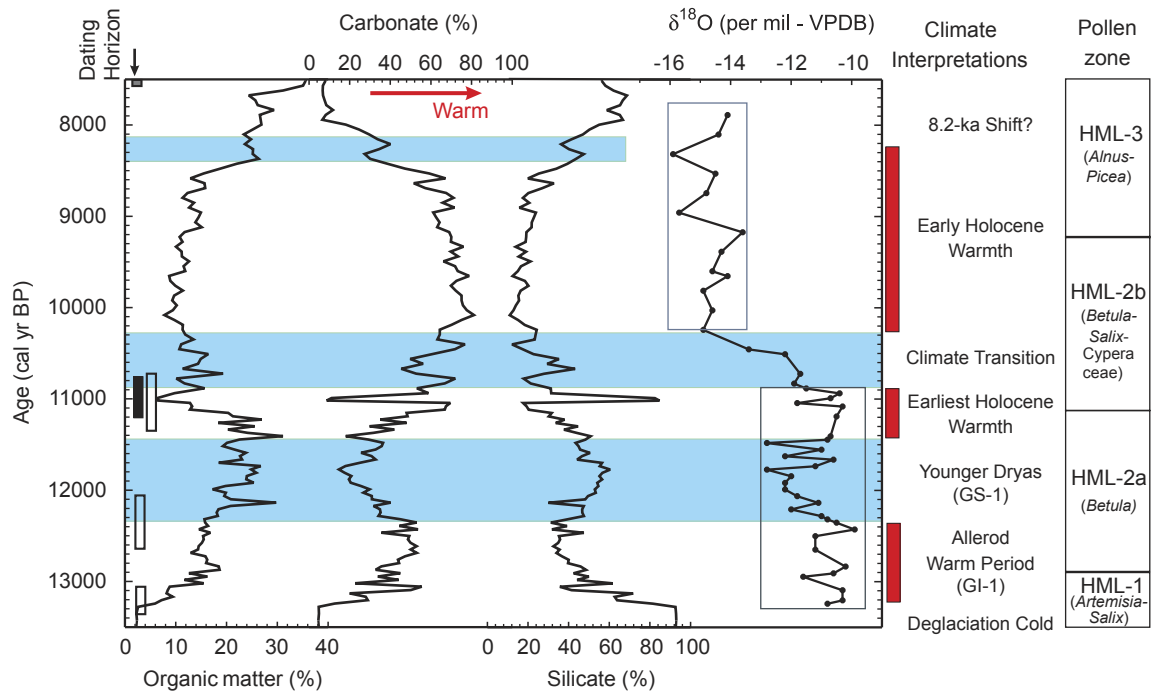 Dating
Horizon
Carbonate (%)
0 20 40 60 80 100
δ18O (per mil - VPDB)
-16 -14 -12 -10
Climate
Interpretations
Pollen
zone
Warm
Age (cal yr BP)
8000
9000
10000
11000
12000
13000
8.2-ka Shift?
Early Holocene
Warmth
Climate Transition
Earliest Holocene
Warmth
Younger Dryas
(GS-1)
Allerod
Warm Period
(GI-1)
Deglaciation Cold
HML-3
(Alnus-
Picea)
HML-2b
(Betula-
Salix-
Cypera
ceae)
HML-2a
(Betula)
HML-1
(Artemisia-
Salix)
0 10 20 30 40
Organic matter (%)
0 20 40 60 80 100
Silicate (%)